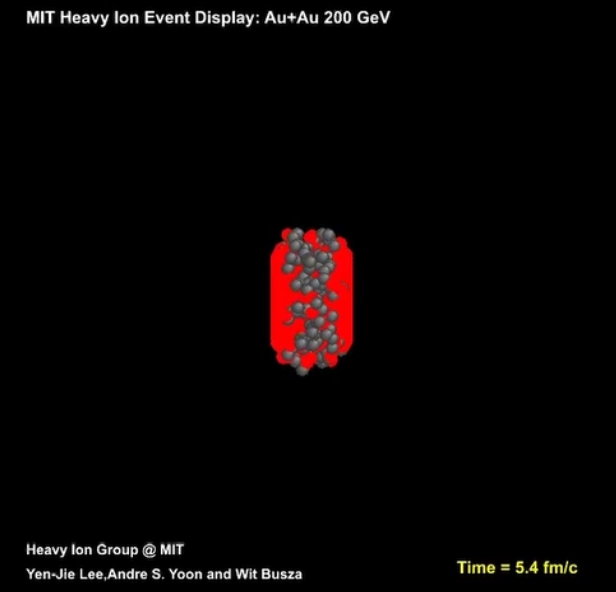 MIT Heavy Ion Event Display: Au+Au 200 GeV
Heavy Ion Group @ MIT
Yen-Jie Lee,Andre S. Yoon and Wit Busza
Time = 5.4 fm/c